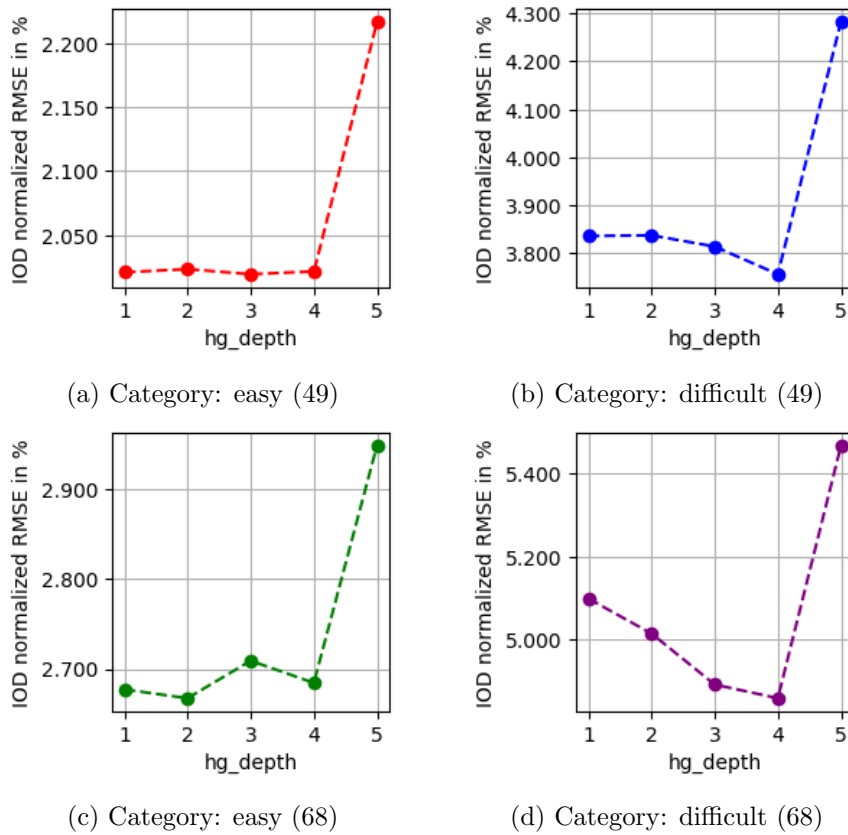 IOD normalized RMSE in %
2.200
2.150
2.100
2.050
1 2 3 4 5
hg_depth
(a) Category: easy (49)
IOD normalized RMSE in %
4.300
4.200
4.100
4.000
3.900
3.800
1 2 3 4 5
hg_depth
(b) Category: difficult (49)
IOD normalized RMSE in %
2.900
2.800
2.700
1 2 3 4 5
hg_depth
(c) Category: easy (68)
IOD normalized RMSE in %
5.400
5.200
5.000
1 2 3 4 5
hg_depth
(d) Category: difficult (68)